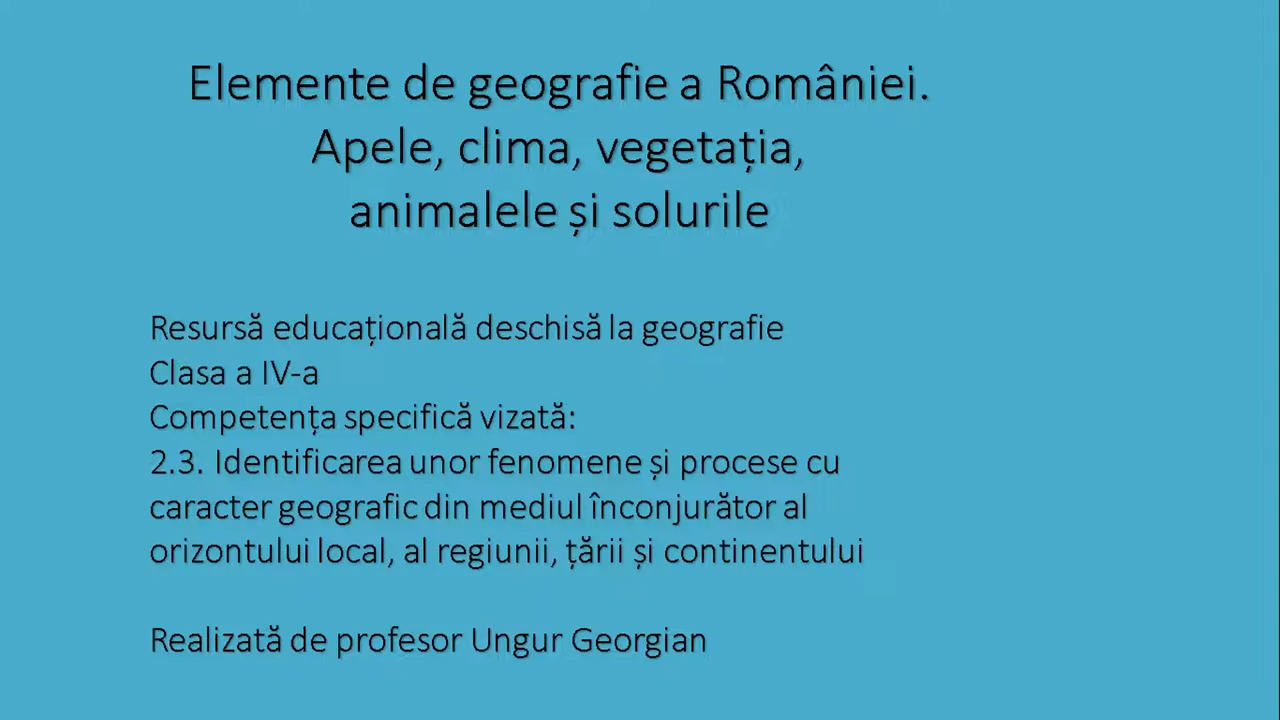 Elemente de geografie a României.
Apele, clima, vegetația,
animalele și solurile
Resursă educațională deschisă la geografie
Clasa a IV-a
Competența specifică vizată:
2.3. Identificarea unor fenomene și procese cu
caracter geografic din mediul înconjurător al
orizontului local, al regiunii, țării și continentului
Realizată de profesor Ungur Georgian